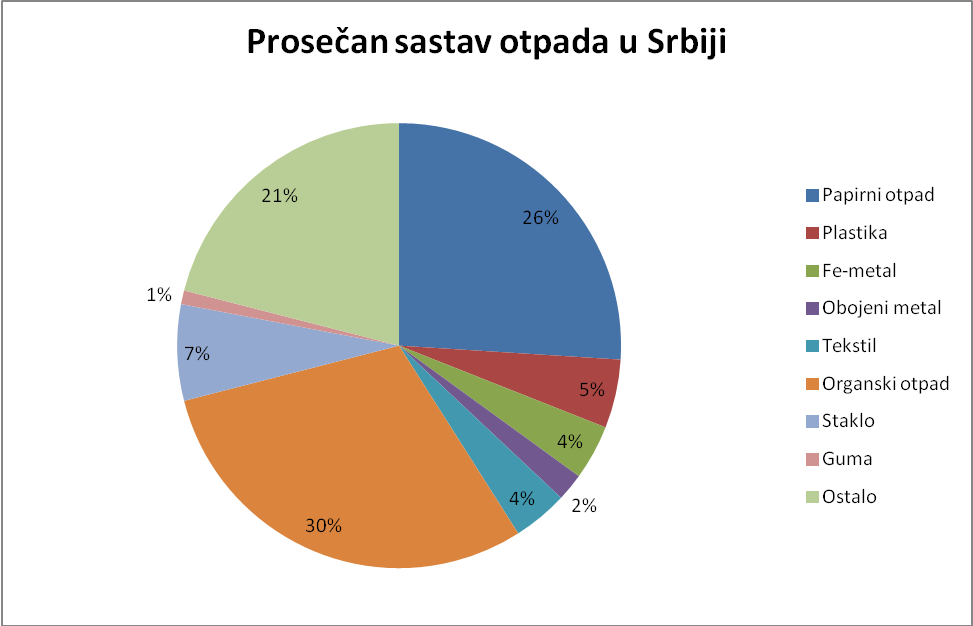 Prosečan sastav otpada u Srbiji
21%
26%
1%
7%
5%
4%
4%
2%
30%
Papirni otpad
Plastika
Fe-metal
Obojeni metal
Tekstil
Organski otpad
Staklo
Guma
Ostalo